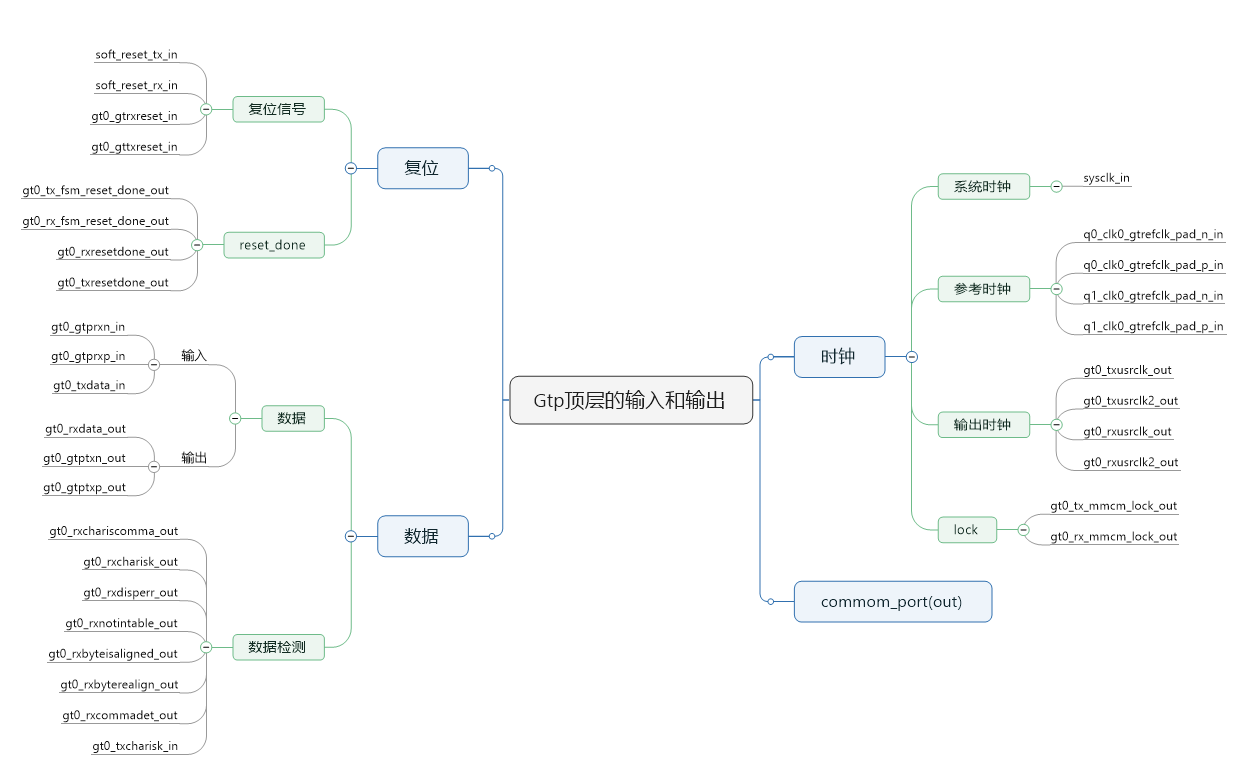 Gtp顶层的输入和输出
复位
复位信号
soft_reset_tx_in
soft_reset_rx_in
gt0_gtrxreset_in
gt0_gttxreset_in
reset_done
gt0_tx_fsm_reset_done_out
gt0_rx_fsm_reset_done_out
gt0_rxresetdone_out
gt0_txresetdone_out
数据
数据
输入
gt0_gtprxn_in
gt0_gtprxp_in
gt0_txdata_in
输出
gt0_rxdata_out
gt0_gtptxn_out
gt0_gtptxp_out
数据检测
gt0_rxchariscomma_out
gt0_rxcharisk_out
gt0_rxdisperr_out
gt0_rxnotintable_out
gt0_rxbyteisaligned_out
gt0_rxbyterealign_out
gt0_rxcommadet_out
gt0_txcharisk_in
时钟
系统时钟
sysclk_in
参考时钟
q0_clk0_gtrefclk_pad_n_in
q0_clk0_gtrefclk_pad_p_in
q1_clk0_gtrefclk_pad_n_in
q1_clk0_gtrefclk_pad_p_in
输出时钟
gt0_txusrclk_out
gt0_txusrclk2_out
gt0_rxusrclk_out
gt0_rxusrclk2_out
lock
gt0_tx_mmcm_lock_out
gt0_rx_mmcm_lock_out
commom_port(out)